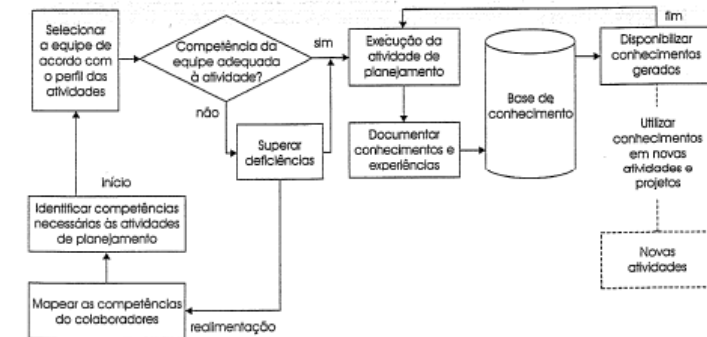 Selecionar
a equipe de
acordo com
o perfil das
atividades
Competência da
equipe adequada
à atividade?
sim
não
Superar
deficiências
Execução da
atividade de
planejamento
Documentar
conhecimentos e
experiências
Base de
conhecimento
fim
Disponibilizar
conhecimentos
gerados
Utilizar
conhecimentos
em novas
atividades e
projetos
Novas
atividades
início
Identificar competências
necessárias às atividades
de planejamento
Mapear as competências
do colaboradores
realimentação